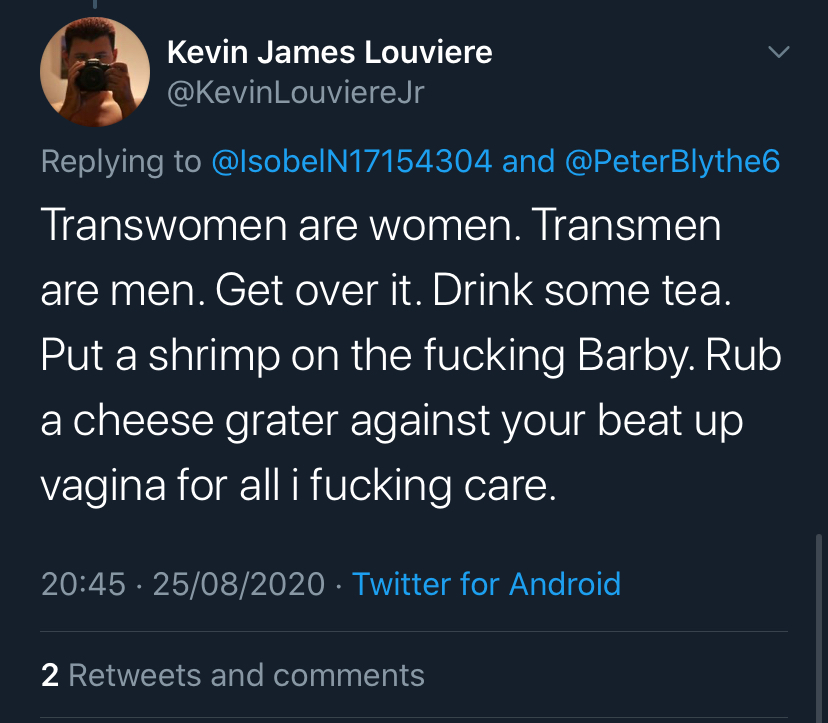 Kevin James Louviere
@KevinLouviereJr
Replying to @IsobelN17154304 and @PeterBlythe6
Transwomen are women. Transmen
are men. Get over it. Drink some tea.
Put a shrimp on the fucking Barby. Rub
a cheese grater against your beat up
vagina for all i fucking care.
20:45 · 25/08/2020 · Twitter for Android
2 Retweets and comments